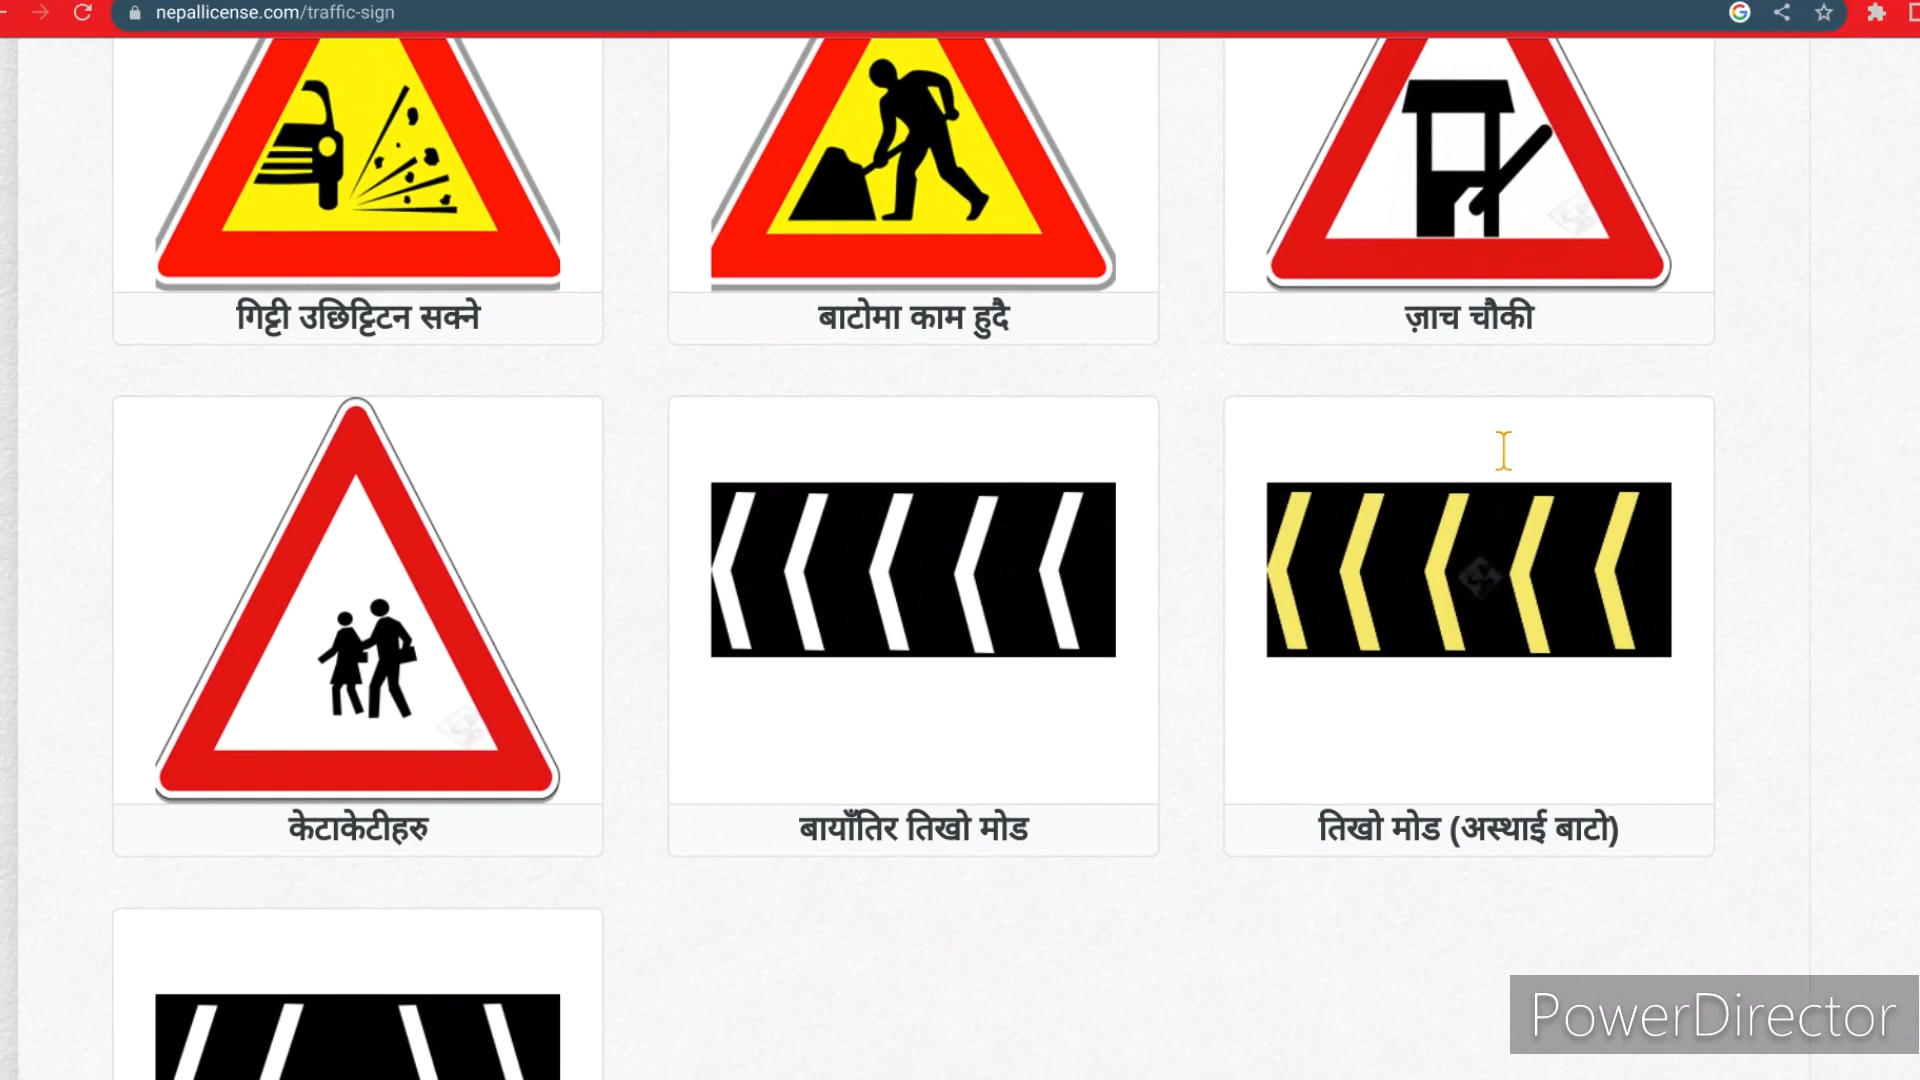 nepallicense.com/traffic-sign
गिट्टी उछिट्टिन सक्ने
बाटोमा काम हुदै
ज़ाच चौकी
केटाकेटीहरु
बायाँतिर तिखो मोड
तिखो मोड (अस्थाई बाटो)
PowerDirector